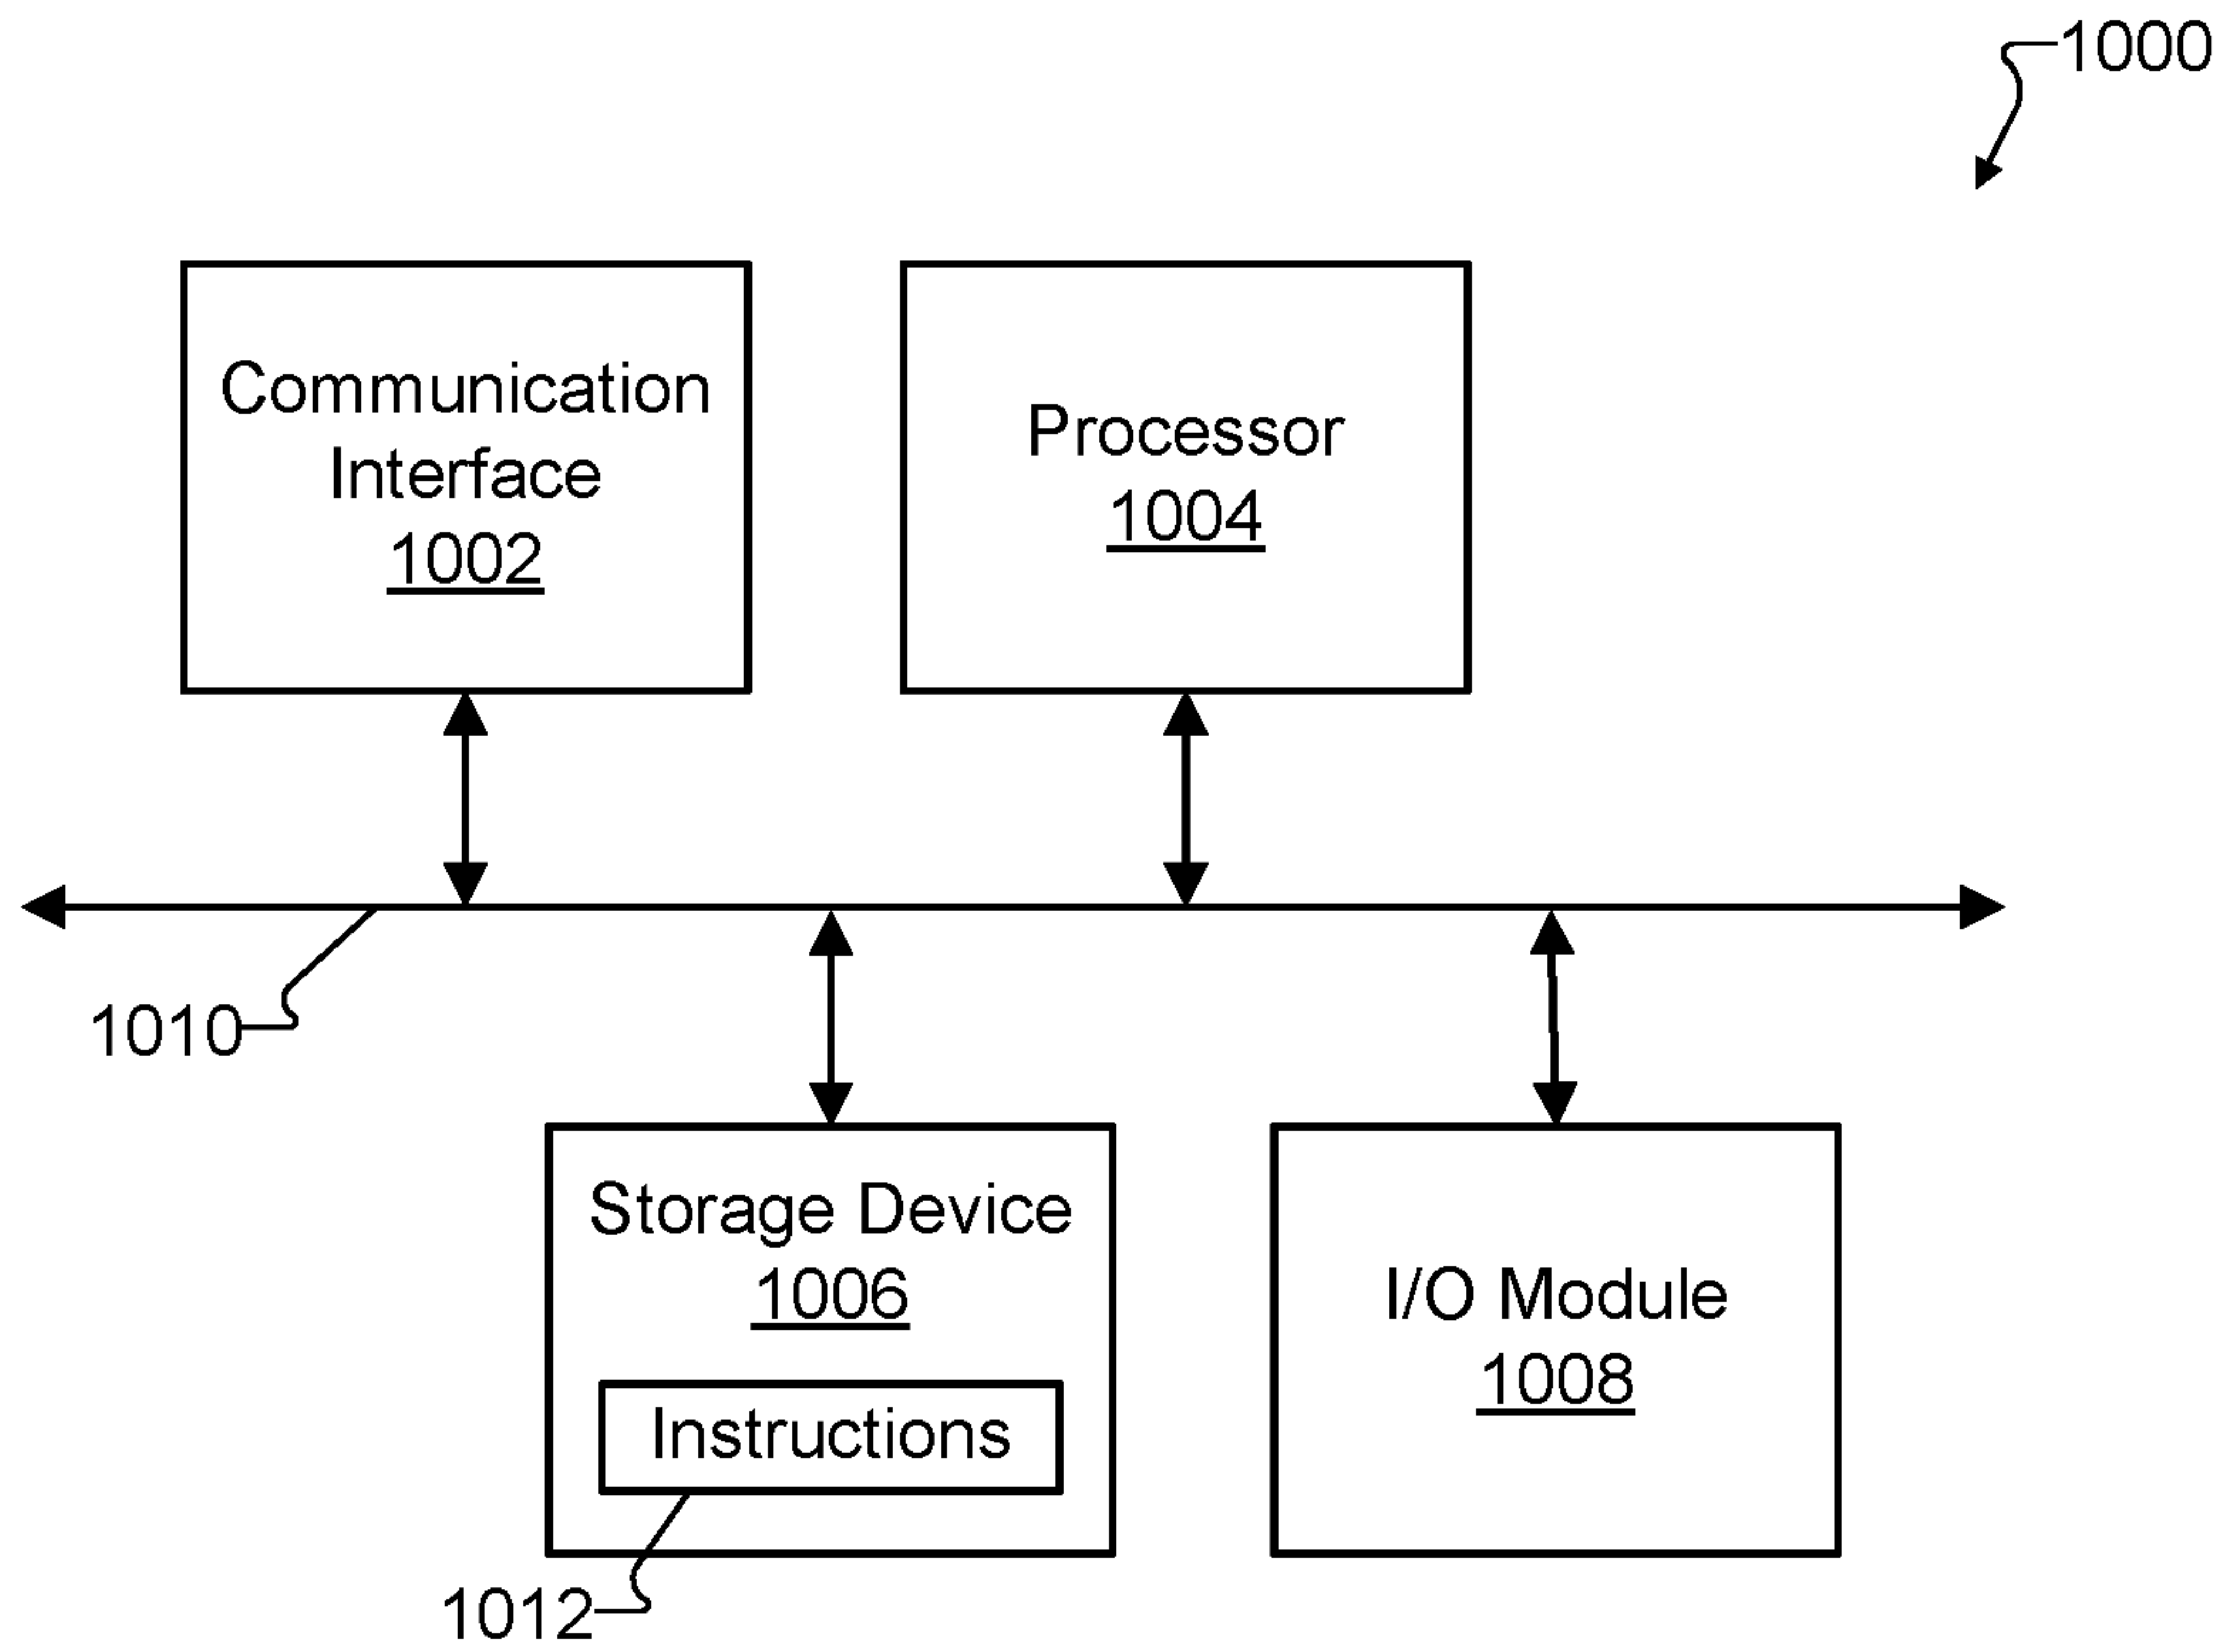 1000
Communication
Interface
1002
Processor
1004
1010
Storage Device
1006
Instructions
1012
I/O Module
1008